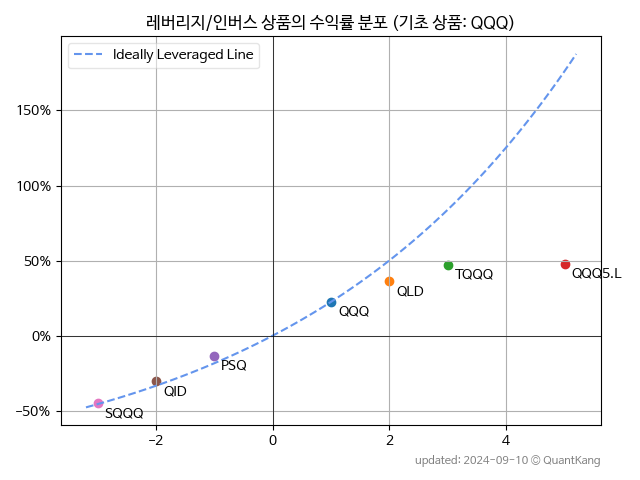 레버리지/인버스 상품의 수익률 분포 (기초 상품: QQQ)
Ideally Leveraged Line
150%
100%
50%
0%
−50%
QQQ5.L
TQQQ
QLD
QQQ
PSQ
QID
SQQQ
−2 0 2 4
updated: 2024-09-10 © QuantKang